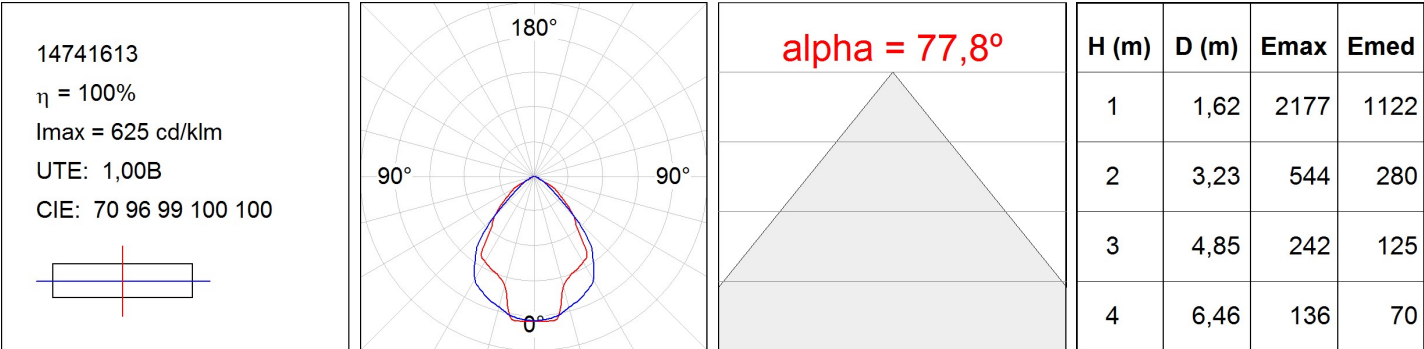 14741613
η = 100%
Imax = 625 cd/klm
UTE: 1,00B
CIE: 70 96 99 100 100
180°
90° 90°
0°
alpha = 77,8º
H (m) D (m) Emax Emed
1 1,62 2177 1122
2 3,23 544 280
3 4,85 242 125
4 6,46 136 70